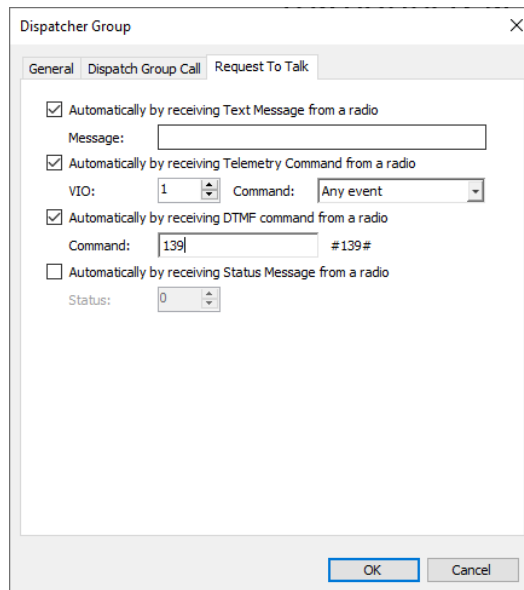 Dispatcher Group
General Dispatch Group Call Request To Talk
Automatically by receiving Text Message from a radio
Message:
Automatically by receiving Telemetry Command from a radio
VIO: 1 Command: Any event
Automatically by receiving DTMF command from a radio
Command: 139 #139#
Automatically by receiving Status Message from a radio
Status: 0
OK Cancel